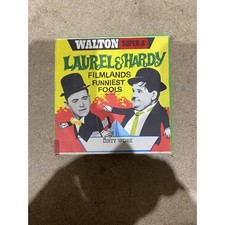 WALTON SUPER 8
LAUREL & HARDY
FILMLANDS
FUNNIEST
FOOLS
DIRTY WORK